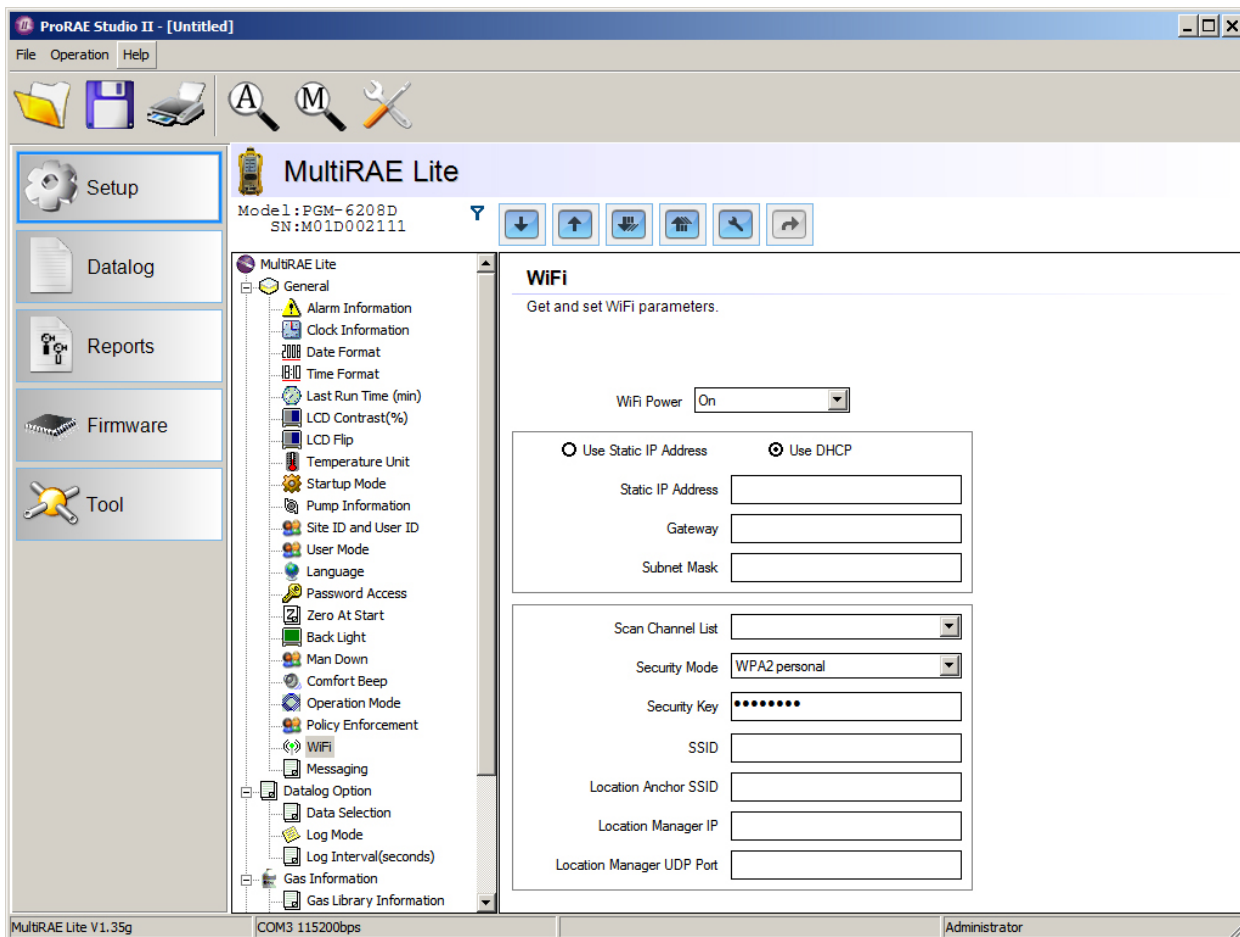 ProRAE Studio II - [Untitled]
File Operation Help
A M
Setup
Datalog
Reports
Firmware
Tool
MultiRAE Lite
Model:PGM-6208D
SN:M01D002111
MultiRAE Lite
General
Alarm Information
Clock Information
Date Format
Time Format
Last Run Time (min)
LCD Contrast(%)
LCD Flip
Temperature Unit
Startup Mode
Pump Information
Site ID and User ID
User Mode
Language
Password Access
Zero At Start
Back Light
Man Down
Comfort Beep
Operation Mode
Policy Enforcement
WiFi
Messaging
Datalog Option
Data Selection
Log Mode
Log Interval(seconds)
Gas Information
Gas Library Information
WiFi
Get and set WiFi parameters.
WiFi Power On
Use Static IP Address Use DHCP
Static IP Address
Gateway
Subnet Mask
Scan Channel List
Security Mode WPA2 personal
Security Key ••••••••
SSID
Location Anchor SSID
Location Manager IP
Location Manager UDP Port
MultiRAE Lite V1.35g COM3 115200bps Administrator